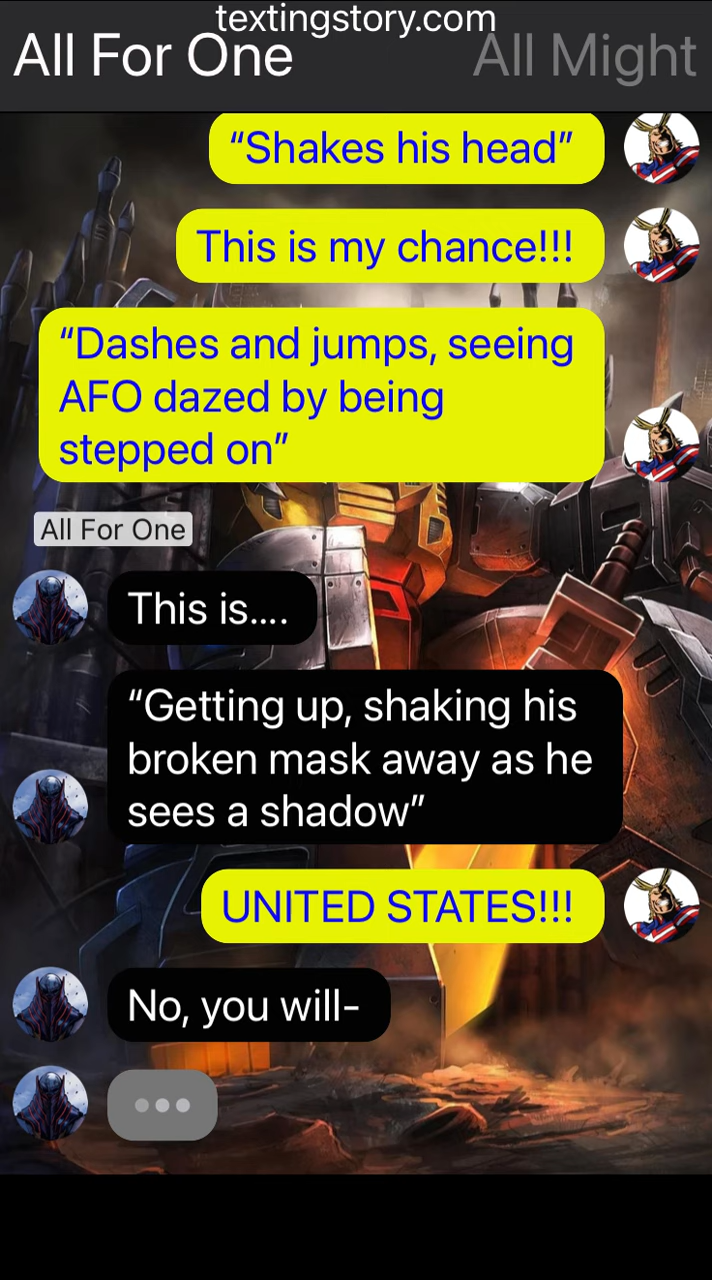 textingstory.com
All For One
All Might
“Shakes his head”
This is my chance!!!
“Dashes and jumps, seeing
AFO dazed by being
stepped on”
All For One
This is....
“Getting up, shaking his
broken mask away as he
sees a shadow”
UNITED STATES!!!
No, you will-